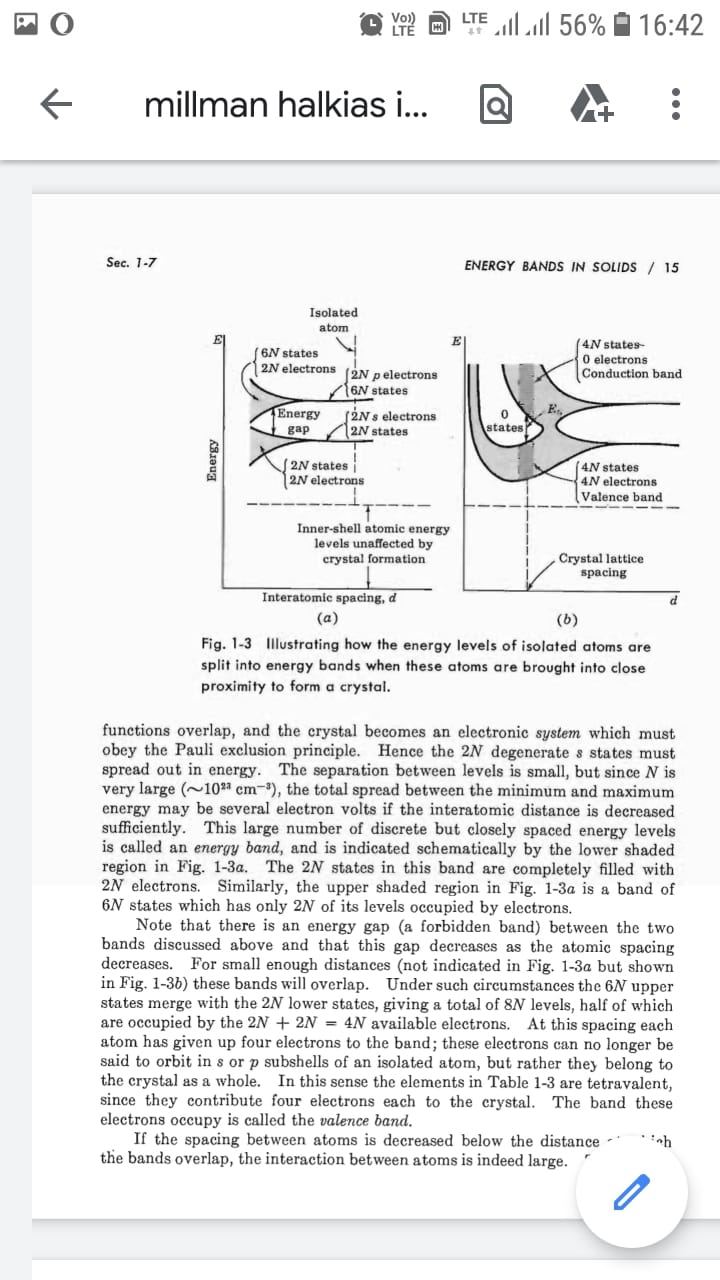 Vo)) LTE LTE 56% 16:42
millman halkias i...
Sec. 1-7
ENERGY BANDS IN SOLIDS / 15
Isolated
atom
E
6N states
2N electrons
2N p electrons
6N states
Energy
gap
2N s electrons
2N states
2N states
2N electrons
Energy
Inner-shell atomic energy
levels unaffected by
crystal formation
Interatomic spacing, d
(a)
E
4N states
0 electrons
Conduction band
0
states
4N states
4N electrons
Valence band
Crystal lattice
spacing
d
(b)
Fig. 1-3 Illustrating how the energy levels of isolated atoms are
split into energy bands when these atoms are brought into close
proximity to form a crystal.
functions overlap, and the crystal becomes an electronic system which must
obey the Pauli exclusion principle. Hence the 2N degenerate s states must
spread out in energy. The separation between levels is small, but since N is
very large (~10²³ cm⁻³), the total spread between the minimum and maximum
energy may be several electron volts if the interatomic distance is decreased
sufficiently. This large number of discrete but closely spaced energy levels
is called an energy band, and is indicated schematically by the lower shaded
region in Fig. 1-3a. The 2N states in this band are completely filled with
2N electrons. Similarly, the upper shaded region in Fig. 1-3a is a band of
6N states which has only 2N of its levels occupied by electrons.
Note that there is an energy gap (a forbidden band) between the two
bands discussed above and that this gap decreases as the atomic spacing
decreases. For small enough distances (not indicated in Fig. 1-3a but shown
in Fig. 1-3b) these bands will overlap. Under such circumstances the 6N upper
states merge with the 2N lower states, giving a total of 8N levels, half of which
are occupied by the 2N + 2N = 4N available electrons. At this spacing each
atom has given up four electrons to the band; these electrons can no longer be
said to orbit in s or p subshells of an isolated atom, but rather they belong to
the crystal as a whole. In this sense the elements in Table 1-3 are tetravalent,
since they contribute four electrons each to the crystal. The band these
electrons occupy is called the valence band.
If the spacing between atoms is decreased below the distance
the bands overlap, the interaction between atoms is indeed large.